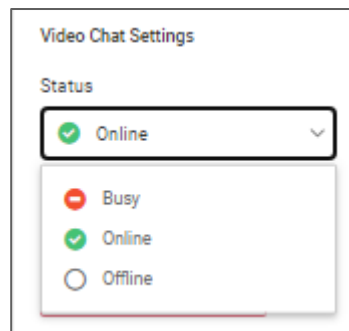 Video Chat Settings
Status
Online
Busy
Online
Offline